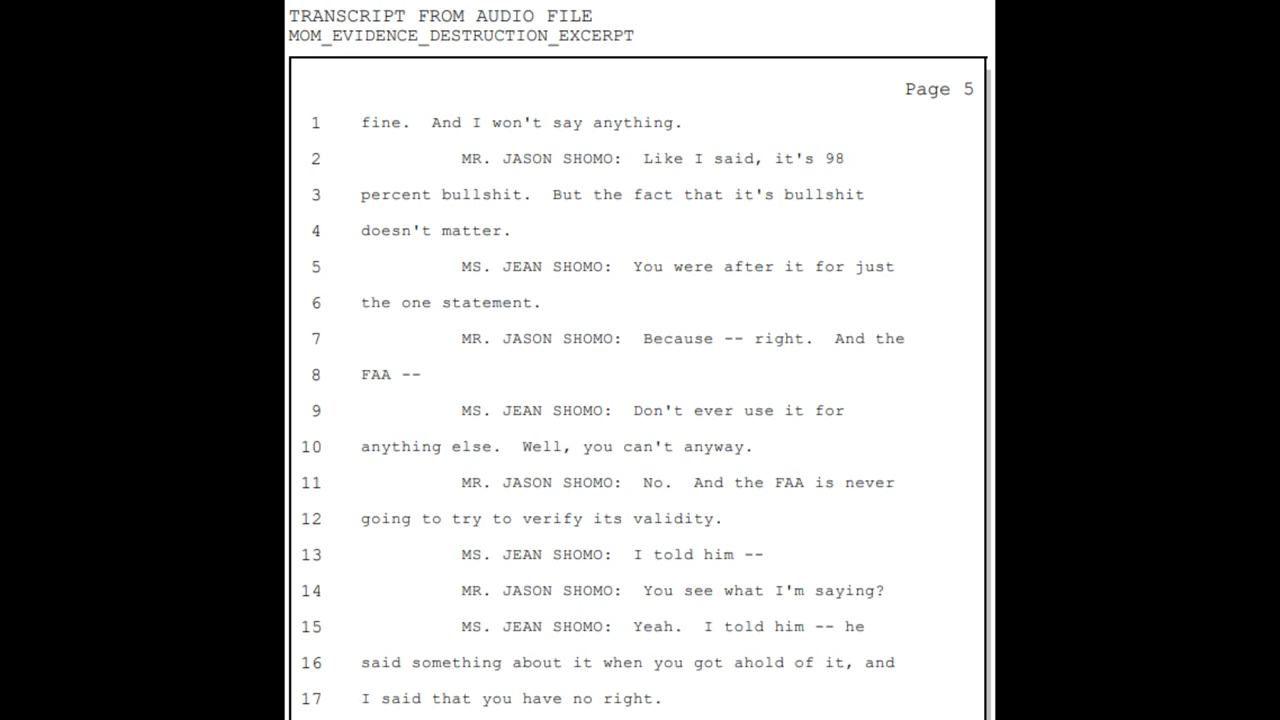 TRANSCRIPT FROM AUDIO FILE
MOM_EVIDENCE_DESTRUCTION_EXCERPT
Page 5
1 fine. And I won't say anything.
2 MR. JASON SHOMO: Like I said, it's 98
3 percent bullshit. But the fact that it's bullshit
4 doesn't matter.
5 MS. JEAN SHOMO: You were after it for just
6 the one statement.
7 MR. JASON SHOMO: Because -- right. And the
8 FAA --
9 MS. JEAN SHOMO: Don't ever use it for
10 anything else. Well, you can't anyway.
11 MR. JASON SHOMO: No. And the FAA is never
12 going to try to verify its validity.
13 MS. JEAN SHOMO: I told him --
14 MR. JASON SHOMO: You see what I'm saying?
15 MS. JEAN SHOMO: Yeah. I told him -- he
16 said something about it when you got ahold of it, and
17 I said that you have no right.